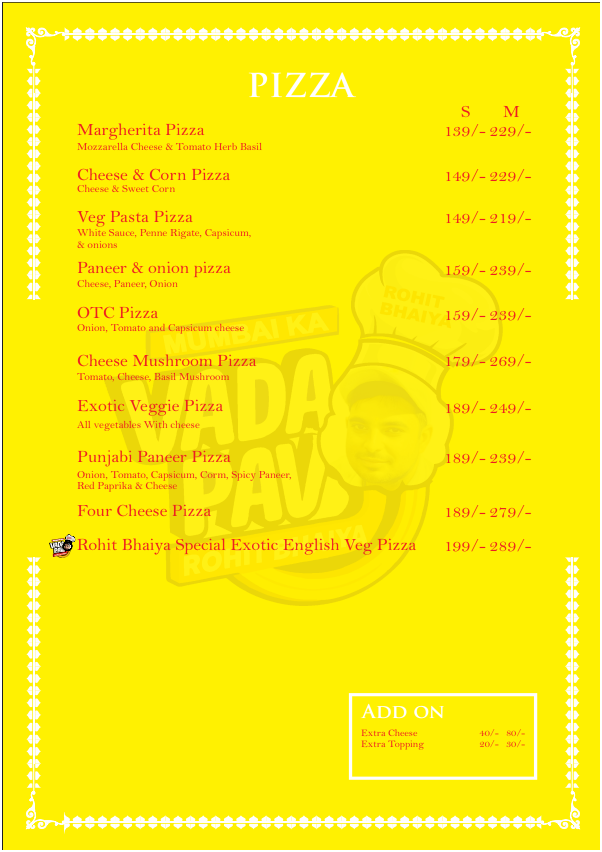 PIZZA
S M
Margherita Pizza 139/- 229/-
Mozzarella Cheese & Tomato Herb Basil
Cheese & Corn Pizza 149/- 229/-
Cheese & Sweet Corn
Veg Pasta Pizza 149/- 219/-
White Sauce, Penne Rigate, Capsicum,
& onions
Paneer & onion pizza 159/- 239/-
Cheese, Paneer, Onion
ROHIT
BHAIYA
OTC Pizza 159/- 239/-
Onion, Tomato and Capsicum cheese
MUMBAI KA
Cheese Mushroom Pizza 179/- 269/-
Tomato, Cheese, Basil Mushroom
VADA
Exotic Veggie Pizza 189/- 249/-
All vegetables With cheese
Punjabi Paneer Pizza 189/- 239/-
Onion, Tomato, Capsicum, Corm, Spicy Paneer,
Red Paprika & Cheese
PAV
Four Cheese Pizza 189/- 279/-
Rohit Bhaiya Special Exotic English Veg Pizza 199/- 289/-
VADA
PAV
ADD ON
Extra Cheese 40/- 80/-
Extra Topping 20/- 30/-